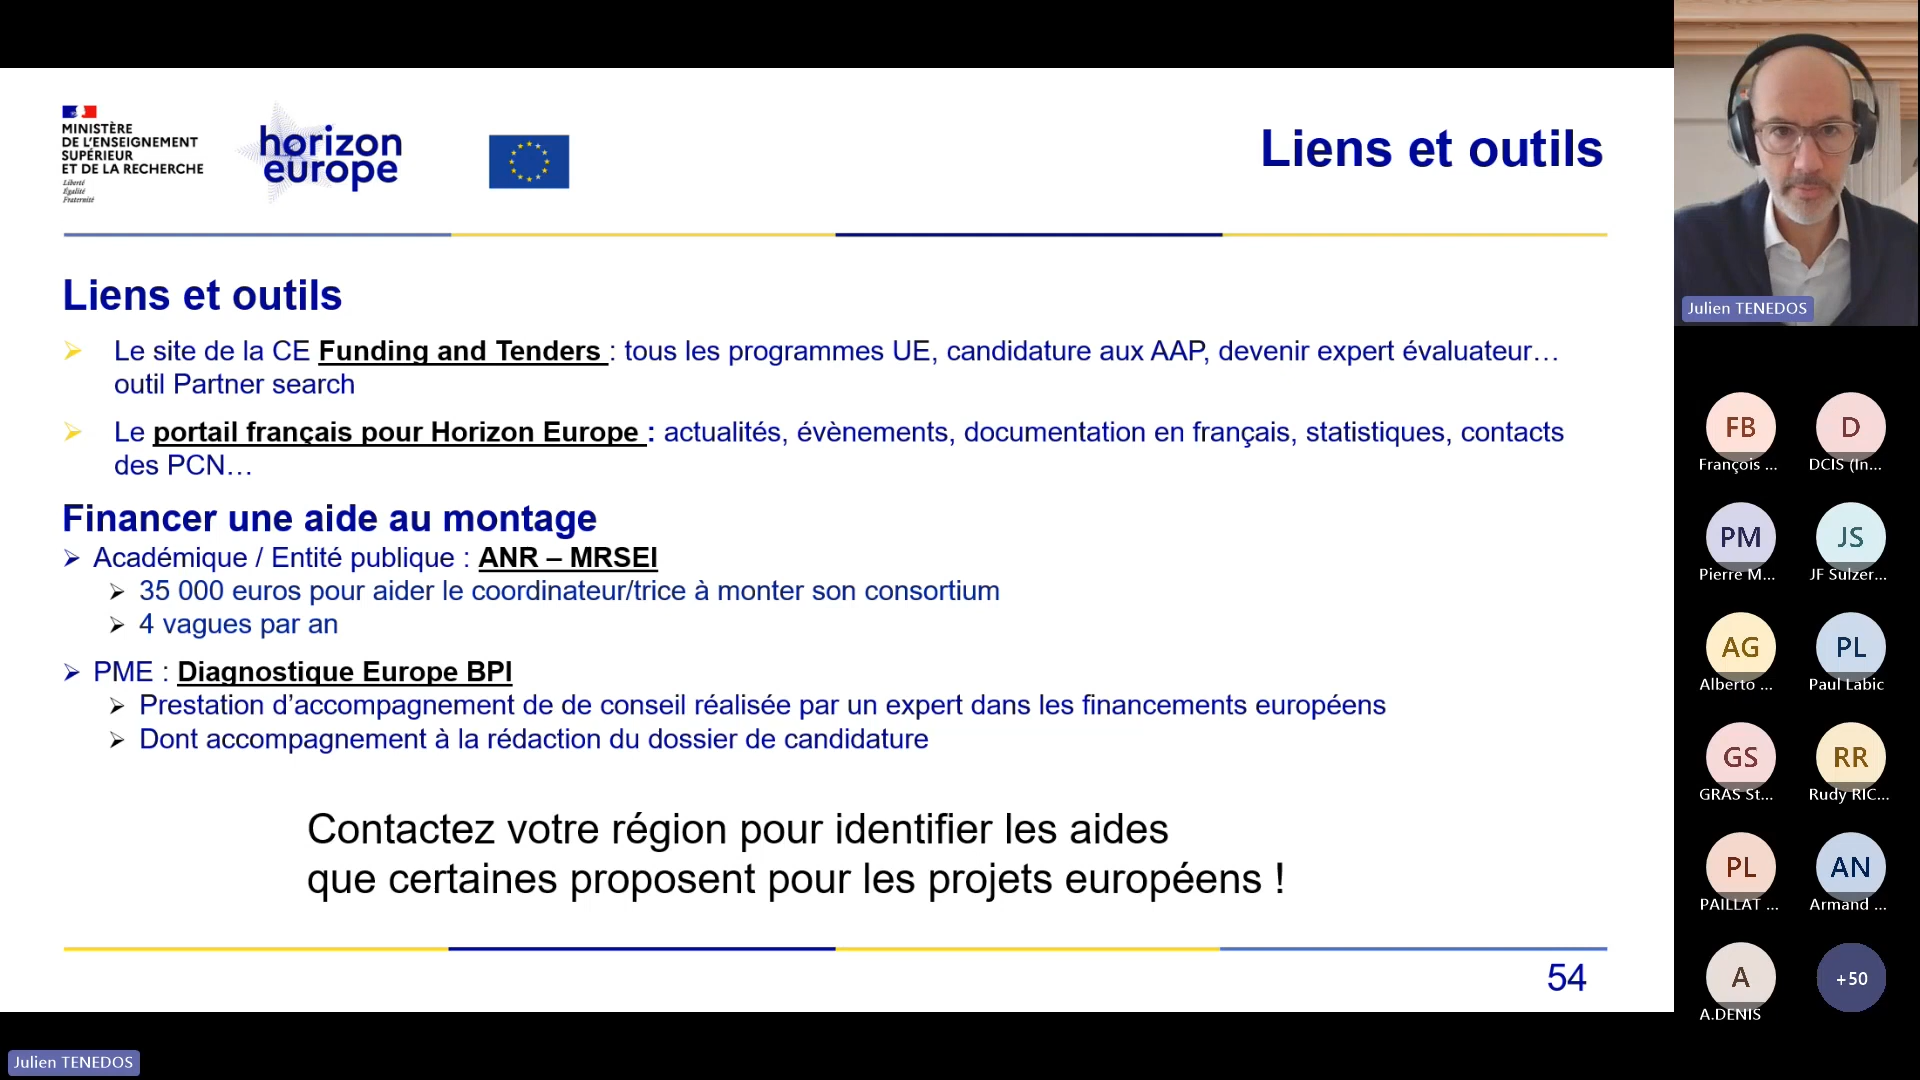 MINISTÈRE
DE L'ENSEIGNEMENT
SUPÉRIEUR
ET DE LA RECHERCHE
Liberté
Égalité
Fraternité
horizon
europe
Liens et outils
Liens et outils
Le site de la CE Funding and Tenders : tous les programmes UE, candidature aux AAP, devenir expert évaluateur…
outil Partner search
Le portail français pour Horizon Europe : actualités, évènements, documentation en français, statistiques, contacts
des PCN…
Financer une aide au montage
Académique / Entité publique : ANR – MRSEI
35 000 euros pour aider le coordinateur/trice à monter son consortium
4 vagues par an
PME : Diagnostique Europe BPI
Prestation d’accompagnement de de conseil réalisée par un expert dans les financements européens
Dont accompagnement à la rédaction du dossier de candidature
Contactez votre région pour identifier les aides
que certaines proposent pour les projets européens !
54
Julien TENEDOS
Julien TENEDOS
FB
François ...
D
DCIS (In...
PM
Pierre M...
JS
JF Sulzer...
AG
Alberto ...
PL
Paul Labic
GS
GRAS St...
RR
Rudy RIC...
PL
PAILLAT ...
AN
Armand ...
A
A.DENIS
+50